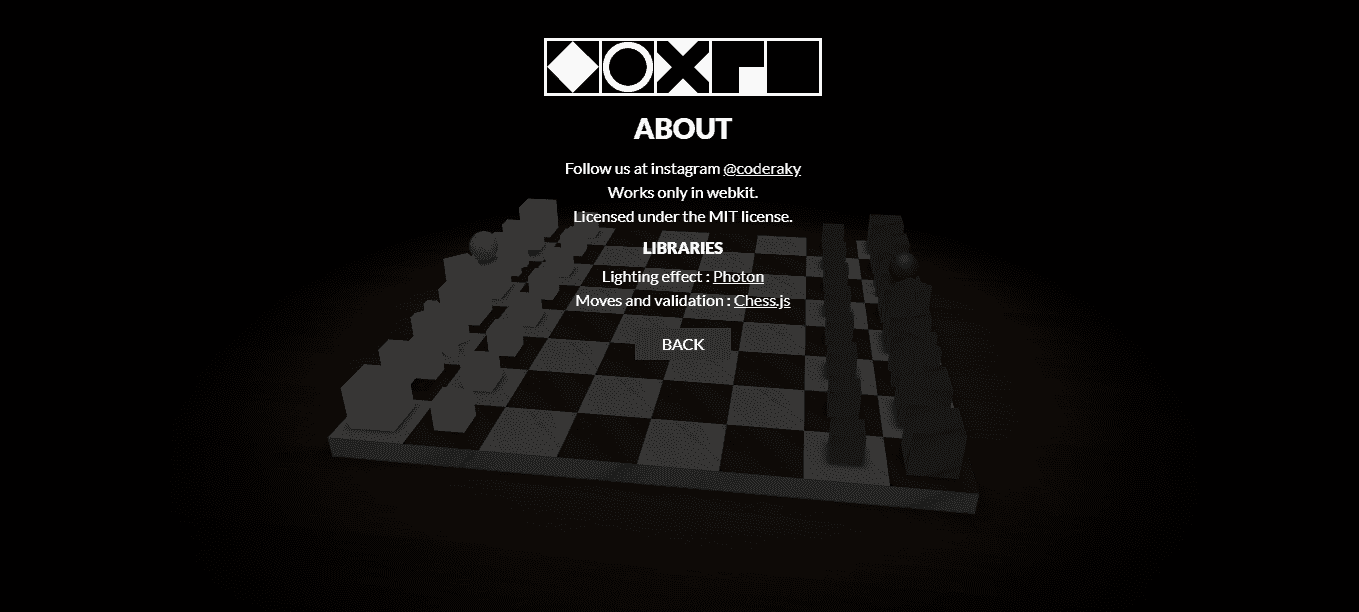 ABOUT
Follow us at instagram @coderaky
Works only in webkit.
Licensed under the MIT license.
LIBRARIES
Lighting effect : Photon
Moves and validation : Chess.js
BACK